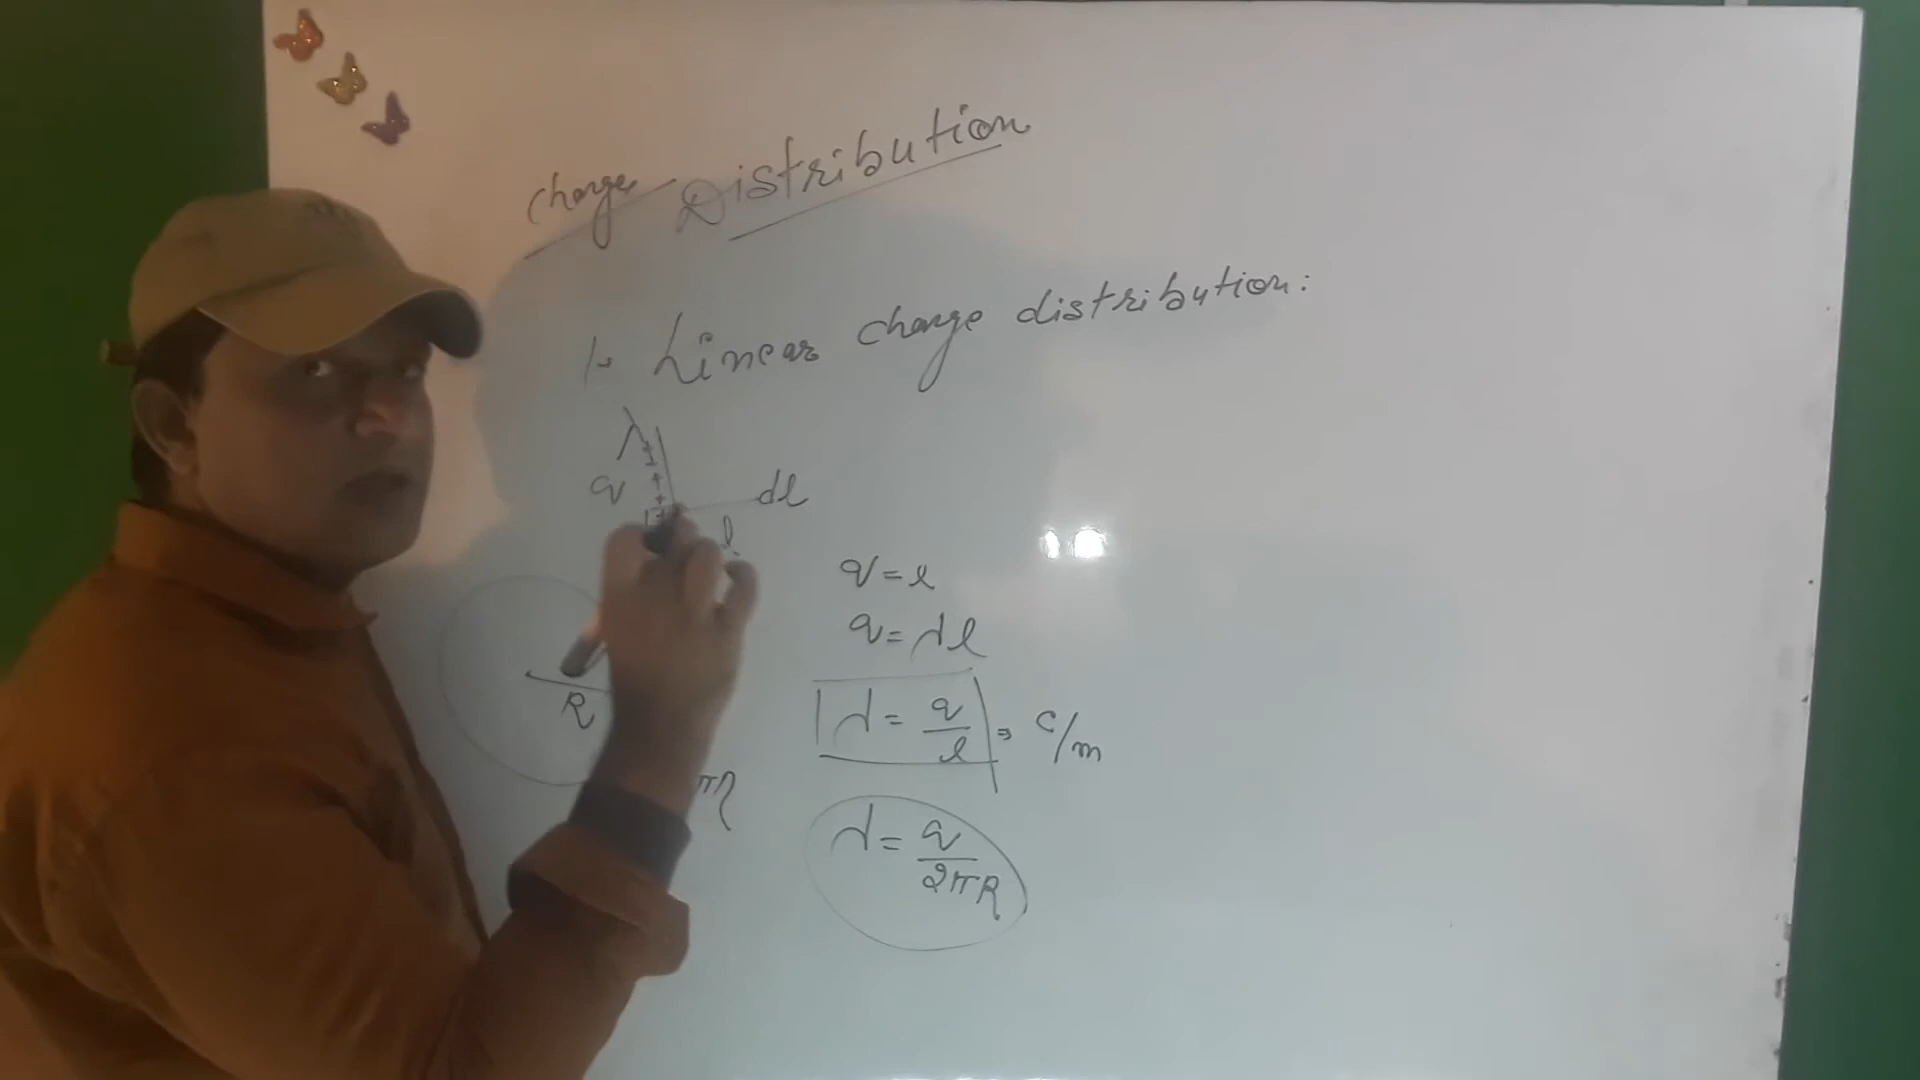 Charge Distribution
1. Linear charge distribution:
λ
q
dl
l
q = l
q = λl
λ = q/l ⇒ C/m
R
λ = q/2πR